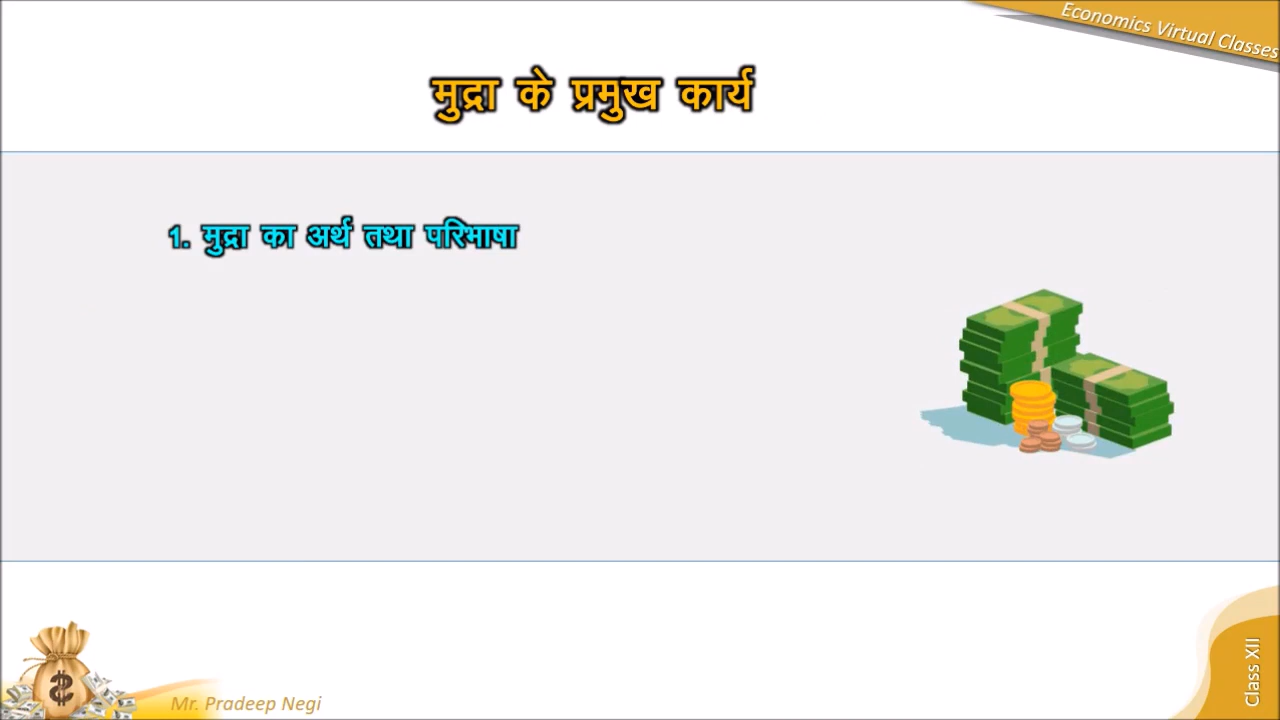 Economics Virtual Classes
मुद्रा के प्रमुख कार्य
1. मुद्रा का अर्थ तथा परिभाषा
Mr. Pradeep Negi
Class XII